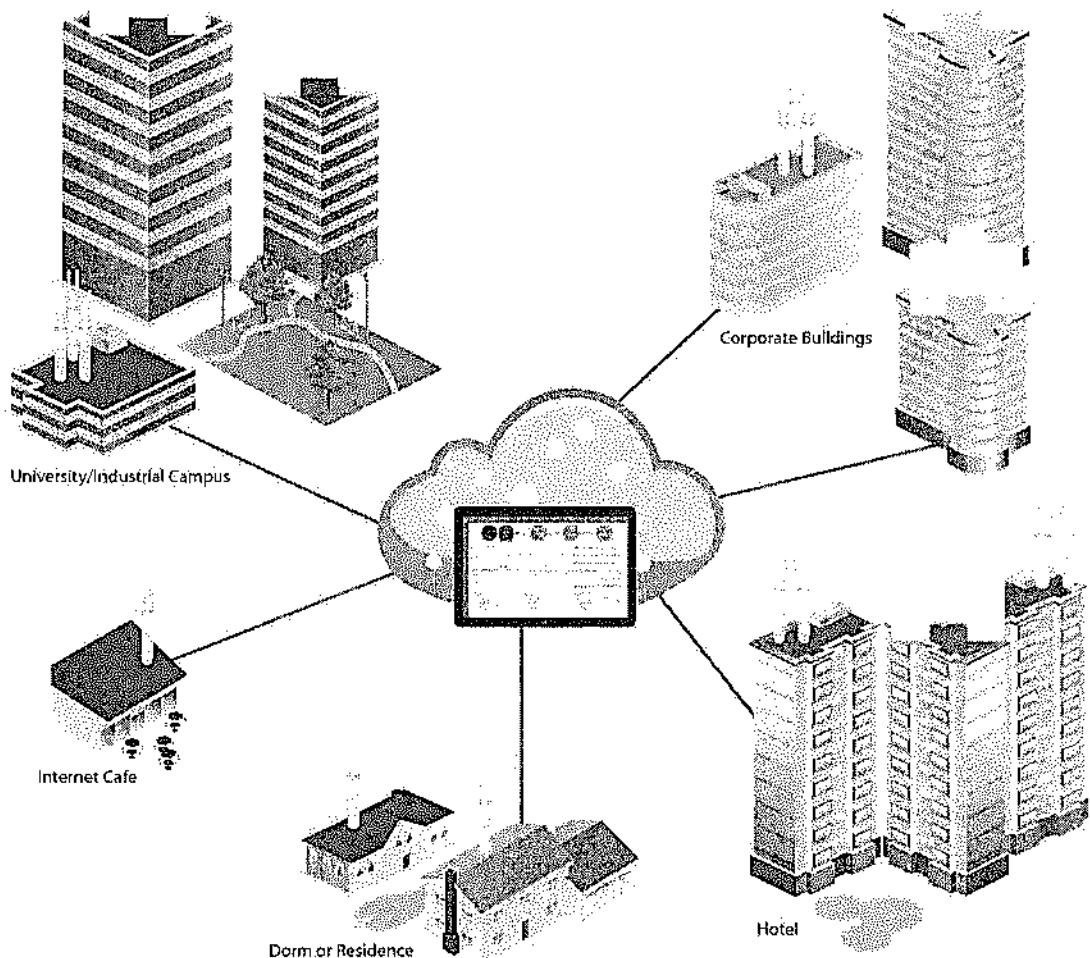 Corporate Buildings
University/Industrial Campus
Internet Cafe
Dorm or Residence
Hotel